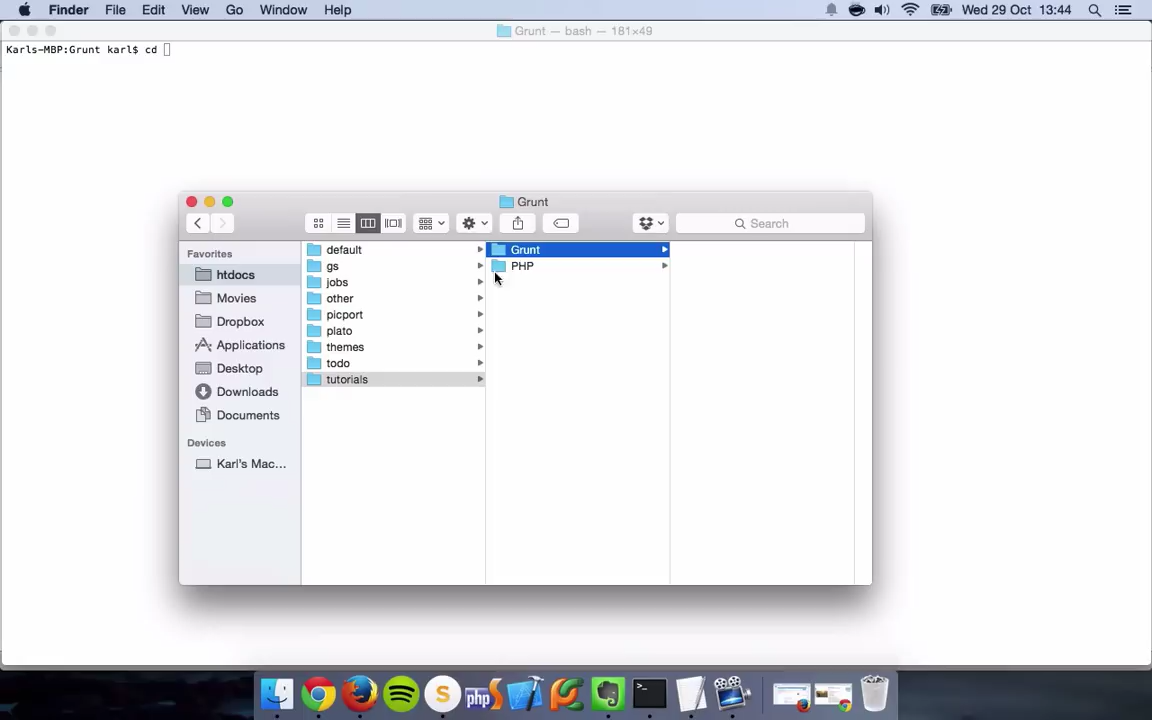 Finder File Edit View Go Window Help Wed 29 Oct 13:44
Grunt — bash — 181×49
Karls-MBP:Grunt karl$ cd
Grunt
Search
Favorites
htdocs
Movies
Dropbox
Applications
Desktop
Downloads
Documents
Devices
Karl's Mac...
default
gs
jobs
other
picport
plato
themes
todo
tutorials
Grunt
PHP
S
php
>_